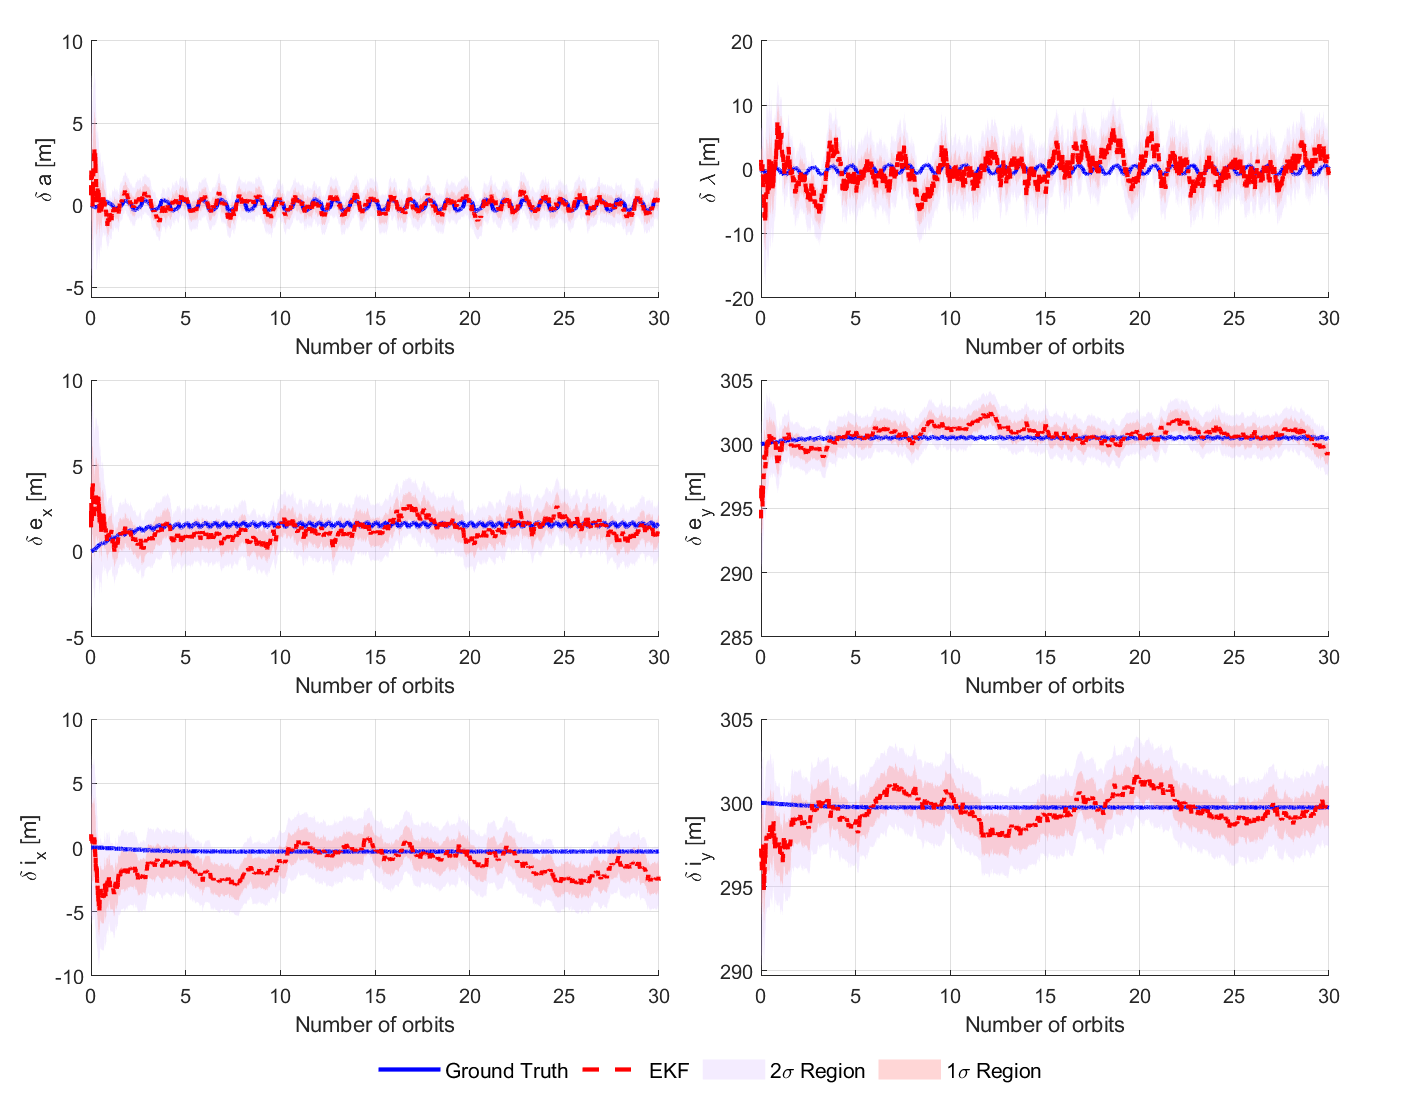 10
5
0
-5
δ a [m]
0 5 10 15 20 25 30
Number of orbits
20
10
0
-10
-20
δ λ [m]
0 5 10 15 20 25 30
Number of orbits
10
5
0
-5
δ e_x [m]
0 5 10 15 20 25 30
Number of orbits
305
300
295
290
285
δ e_y [m]
0 5 10 15 20 25 30
Number of orbits
10
5
0
-5
-10
δ i_x [m]
0 5 10 15 20 25 30
Number of orbits
305
300
295
290
δ i_y [m]
0 5 10 15 20 25 30
Number of orbits
Ground Truth EKF 2σ Region 1σ Region